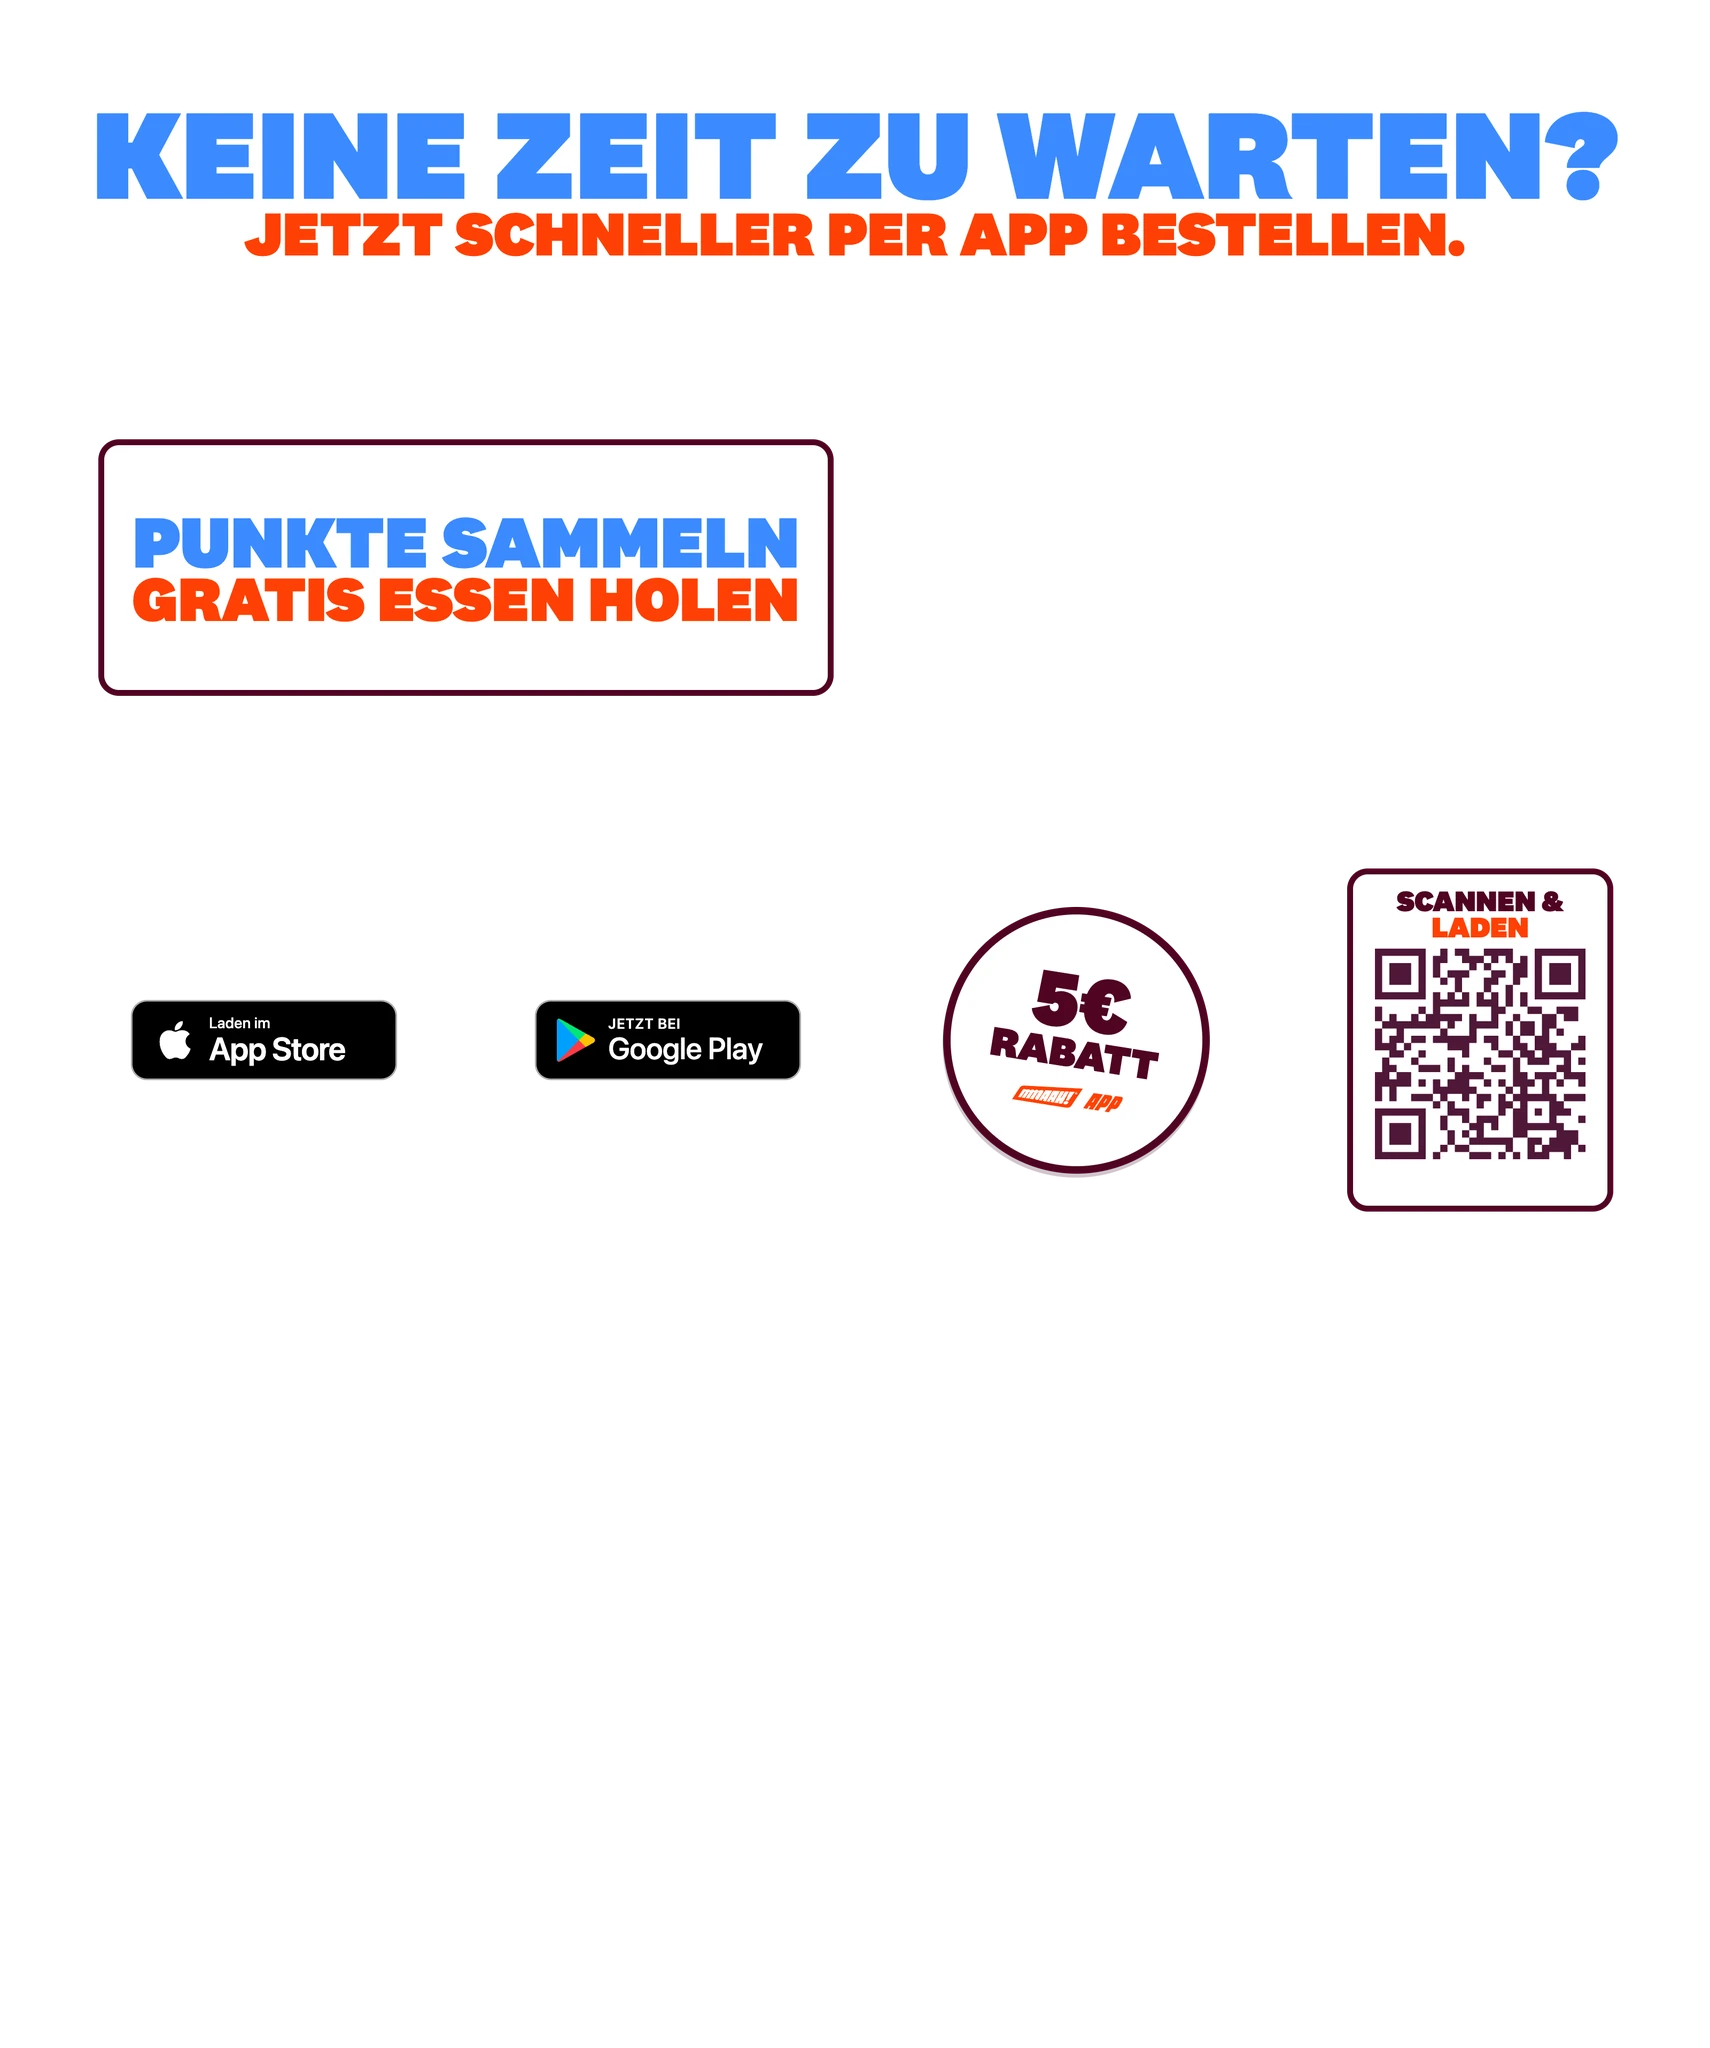 KEINE ZEIT ZU WARTEN?
JETZT SCHNELLER PER APP BESTELLEN.
PUNKTE SAMMELN
GRATIS ESSEN HOLEN
Laden im
App Store
JETZT BEI
Google Play
5€
RABATT
APP
SCANNEN &
LADEN